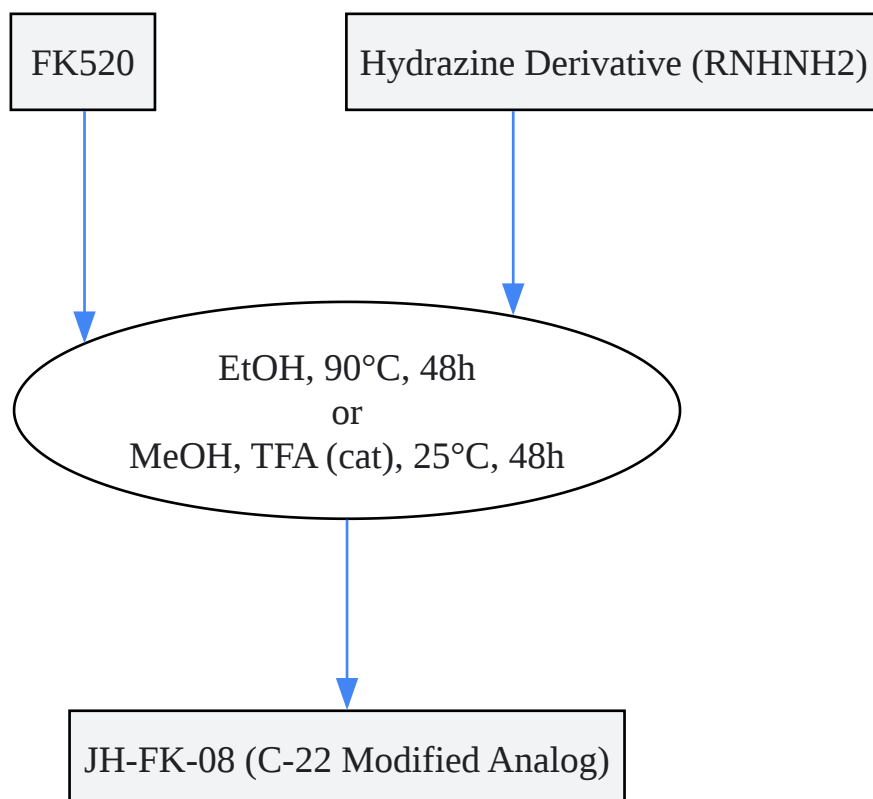 FK520
Hydrazine Derivative (RNHNH2)
EtOH, 90°C, 48h
or
MeOH, TFA (cat), 25°C, 48h
JH-FK-08 (C-22 Modified Analog)